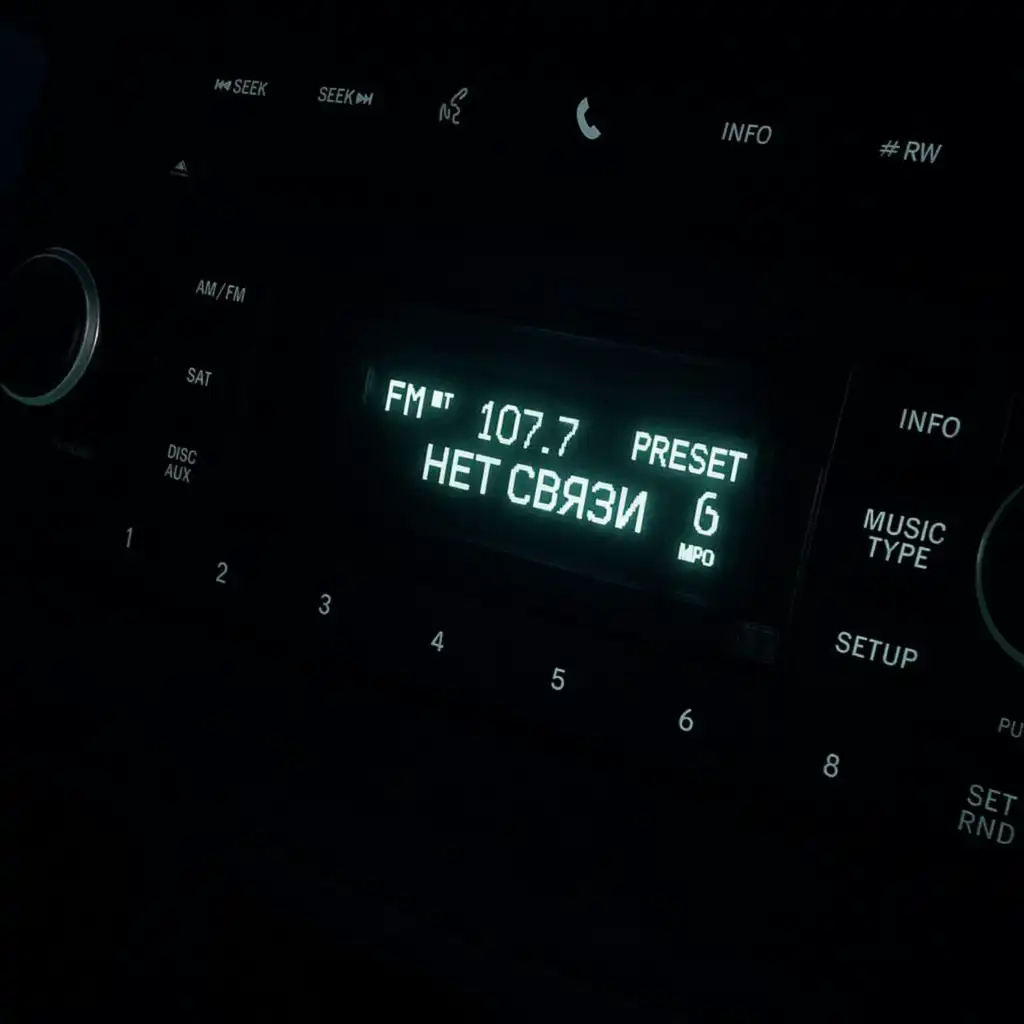 SEEK
SEEK
INFO
# RW
AM/FM
SAT
DISC
AUX
FM
107.7
PRESET
НЕТ СВЯЗИ
6
MPO
INFO
MUSIC
TYPE
SETUP
1
2
3
4
5
6
8
PU
SET
RND